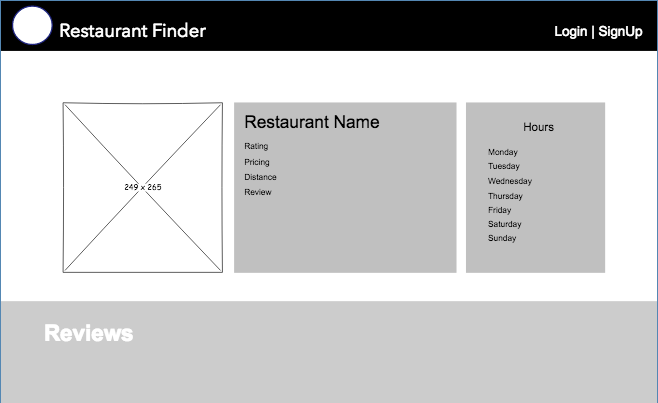 Restaurant Finder
Login | SignUp
249 x 265
Restaurant Name
Rating
Pricing
Distance
Review
Hours
Monday
Tuesday
Wednesday
Thursday
Friday
Saturday
Sunday
Reviews